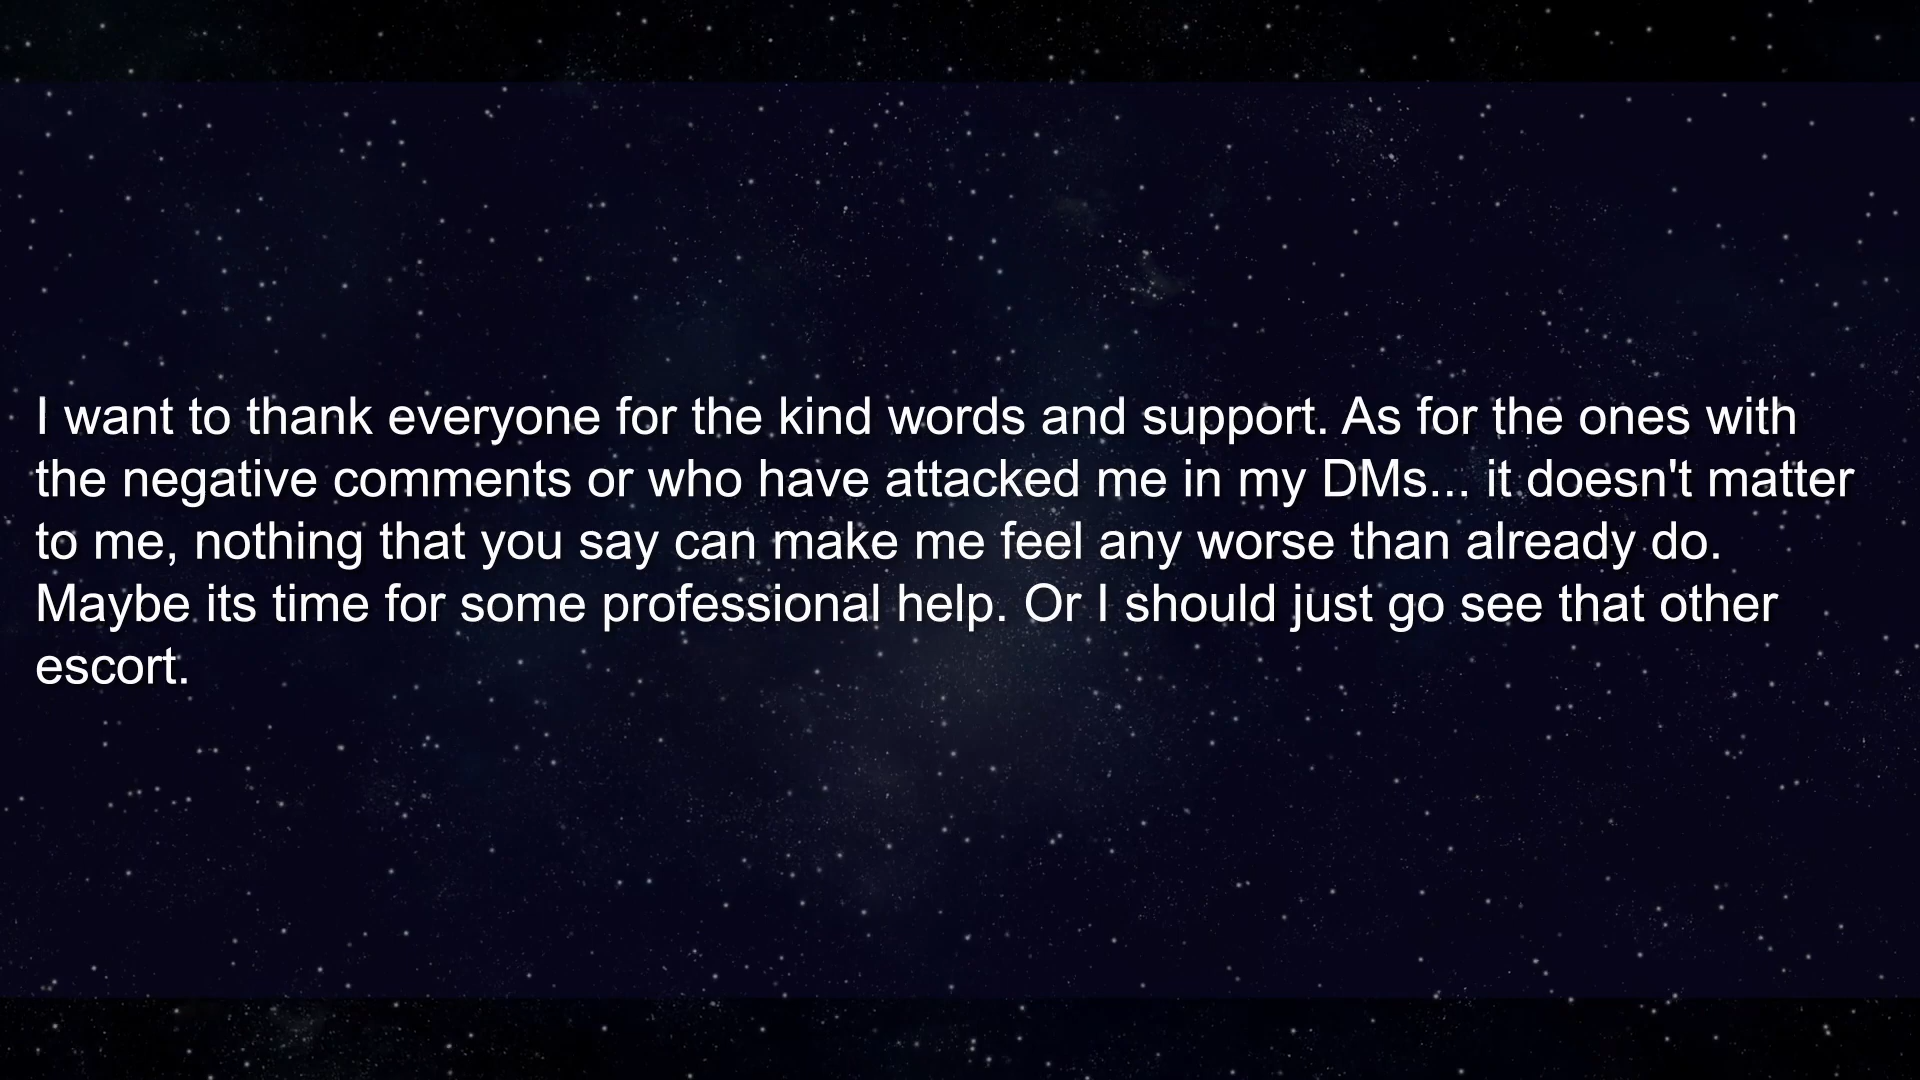 I want to thank everyone for the kind words and support. As for the ones with
the negative comments or who have attacked me in my DMs... it doesn't matter
to me, nothing that you say can make me feel any worse than already do.
Maybe its time for some professional help. Or I should just go see that other
escort.